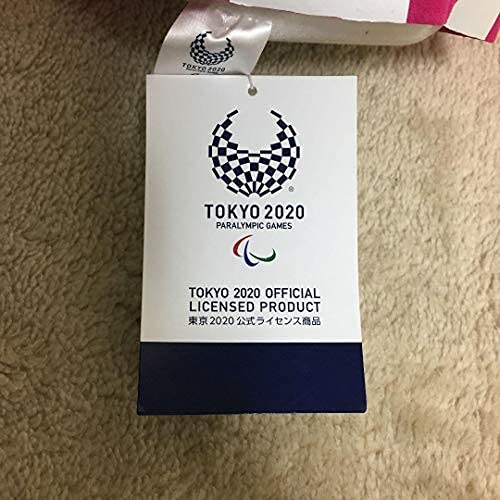 TOKYO 2020
TOKYO 2020
PARALYMPIC GAMES
TOKYO 2020 OFFICIAL
LICENSED PRODUCT
東京2020公式ライセンス商品